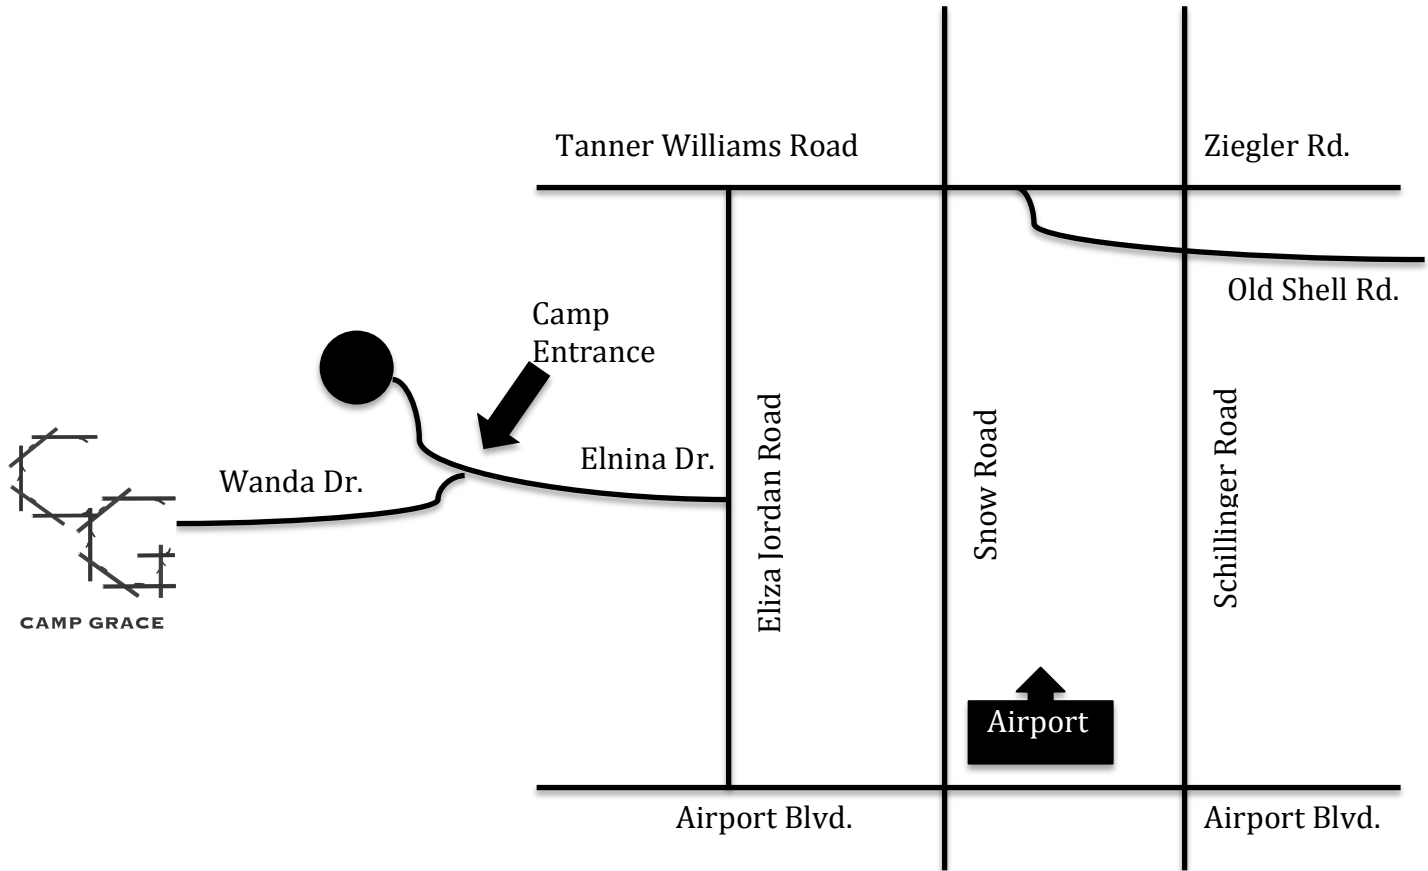 Tanner Williams Road
Ziegler Rd.
Old Shell Rd.
Camp
Entrance
Elnina Dr.
Wanda Dr.
Eliza Jordan Road
Snow Road
Schillinger Road
CAMP GRACE
Airport
Airport Blvd.
Airport Blvd.